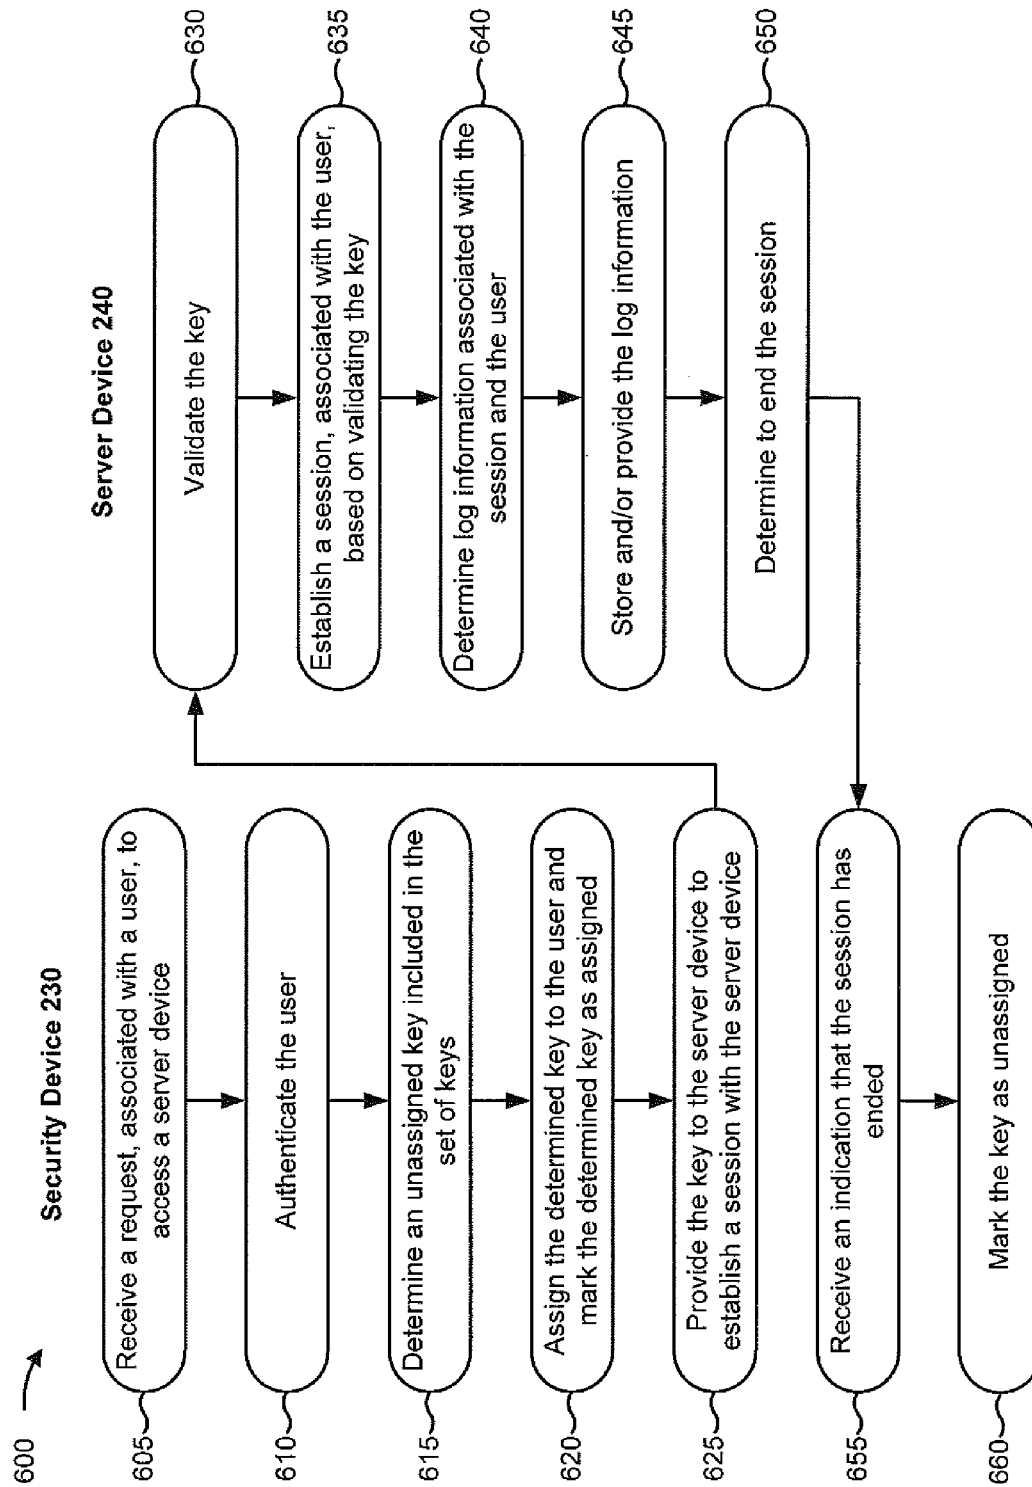 600
Security Device 230
Server Device 240
605
Receive a request, associated with a user, to
access a server device
610
Authenticate the user
615
Determine an unassigned key included in the
set of keys
620
Assign the determined key to the user and
mark the determined key as assigned
625
Provide the key to the server device to
establish a session with the server device
Validate the key
630
Establish a session, associated with the user,
based on validating the key
635
Determine log information associated with the
session and the user
640
Store and/or provide the log information
645
Determine to end the session
650
655
Receive an indication that the session has
ended
660
Mark the key as unassigned